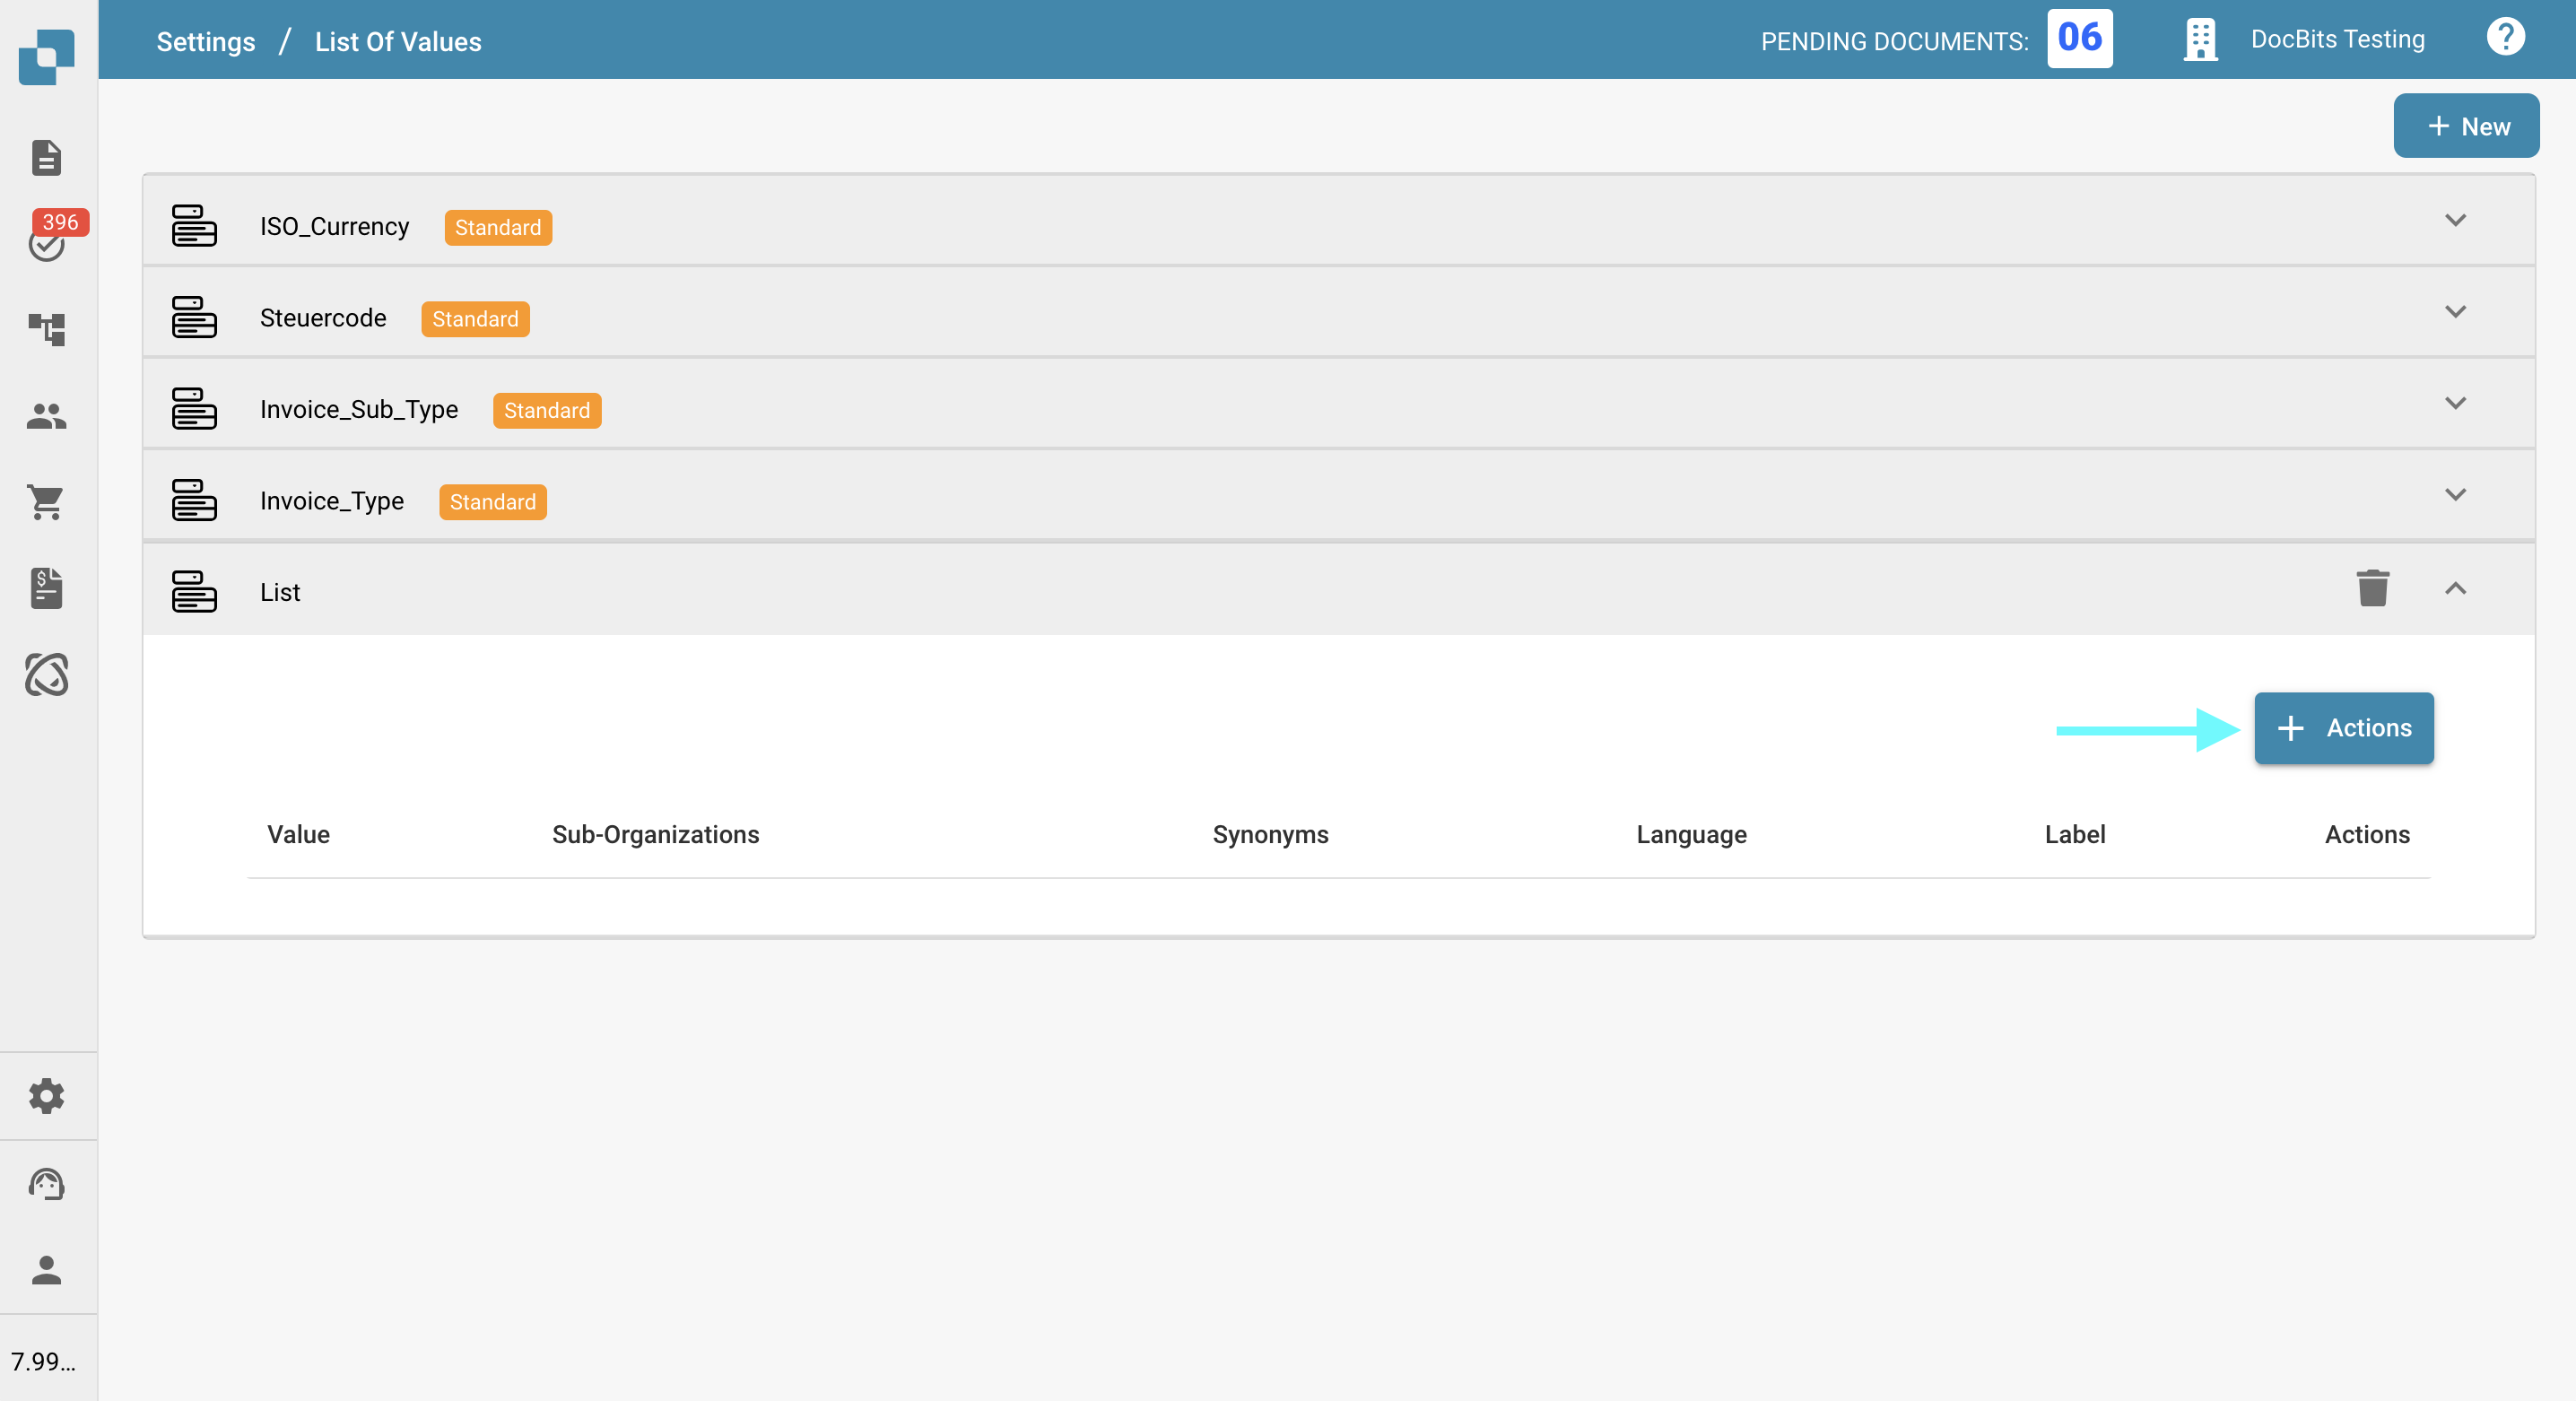 Settings / List Of Values
PENDING DOCUMENTS: 06
DocBits Testing
?
+ New
396
ISO_Currency Standard
Steuercode Standard
Invoice_Sub_Type Standard
Invoice_Type Standard
List
+ Actions
Value Sub-Organizations Synonyms Language Label Actions
7.99...